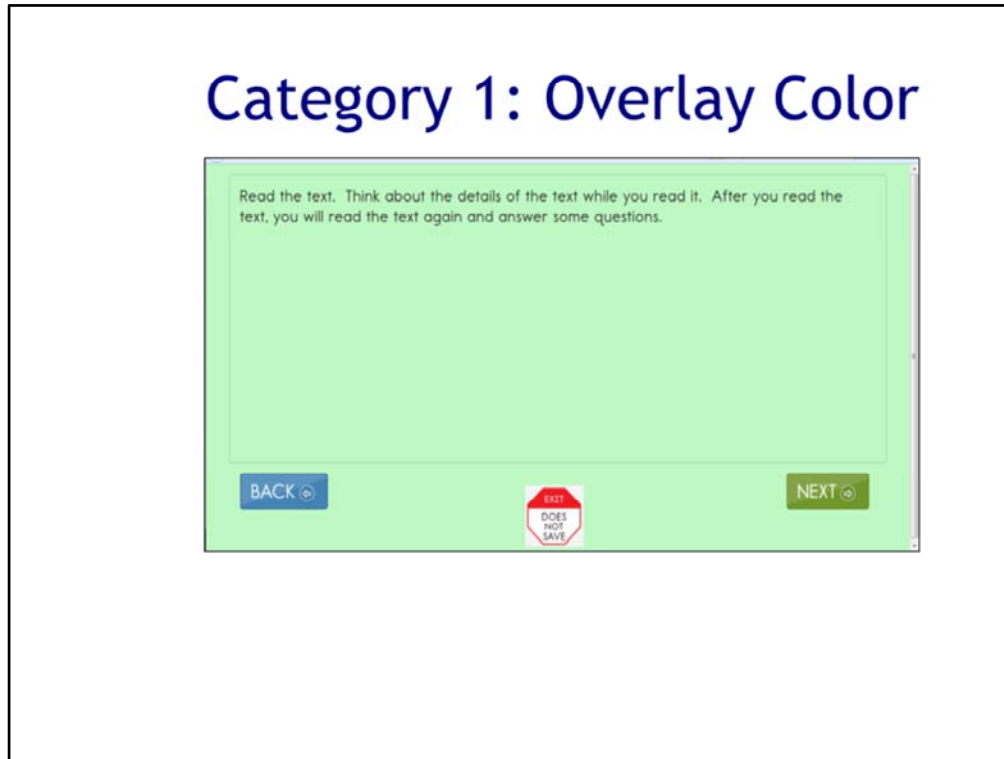 Category 1: Overlay Color
Read the text.  Think about the details of the text while you read it.  After you read the
text, you will read the text again and answer some questions.
BACK
EXIT
DOES
NOT
SAVE
NEXT